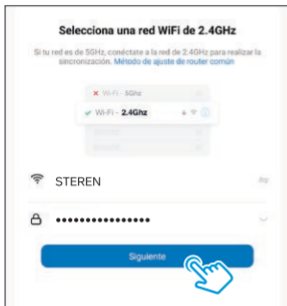 Selecciona una red WiFi de 2.4GHz
Si tu red es de 5GHz, conéctate a la red de 2.4GHz para realizar la
sincronización. Método de ajuste de router común
Wi-Fi - 5Ghz
Wi-Fi - 2.4Ghz
STEREN
••••••••••••••••
Siguiente